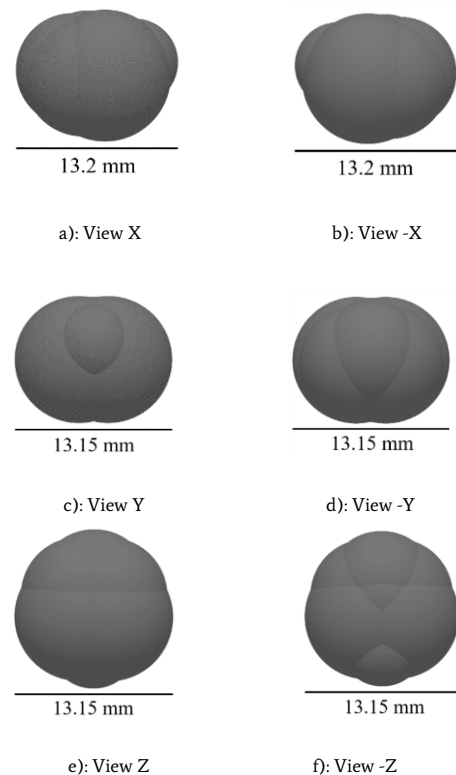 13.2 mm
13.2 mm
a): View X
b): View -X
13.15 mm
13.15 mm
c): View Y
d): View -Y
13.15 mm
13.15 mm
e): View Z
f): View -Z